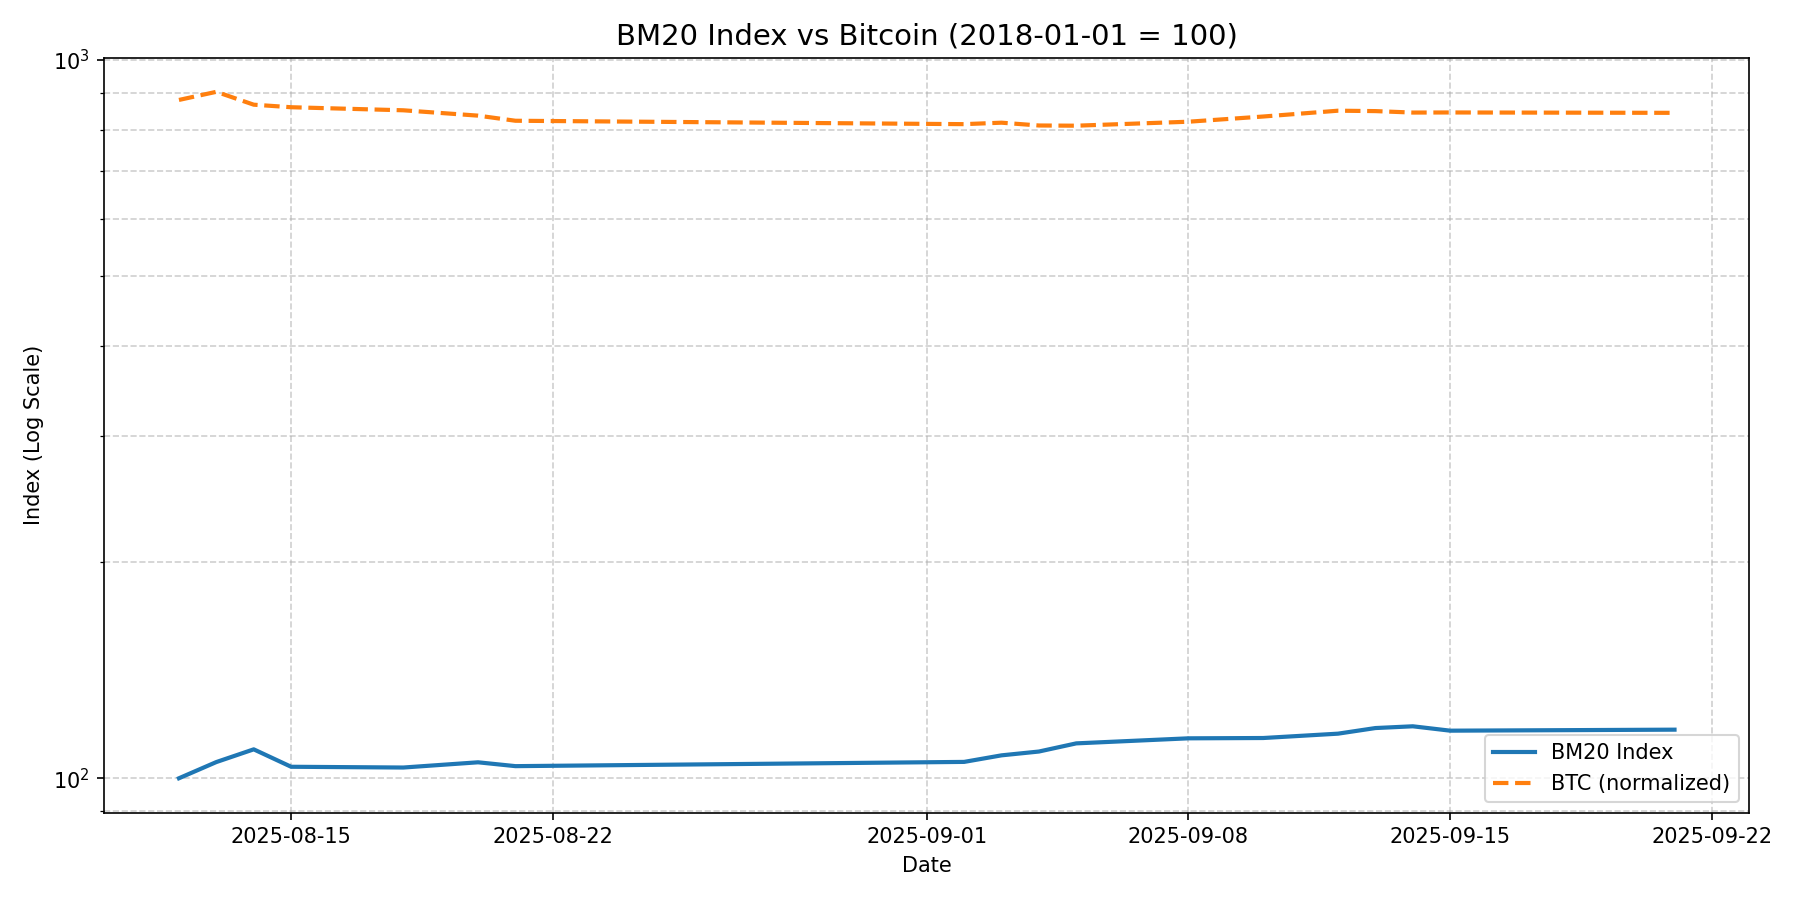 BM20 Index vs Bitcoin (2018-01-01 = 100)
10³
Index (Log Scale)
10²
BM20 Index
BTC (normalized)
2025-08-15 2025-08-22 2025-09-01 2025-09-08 2025-09-15 2025-09-22
Date